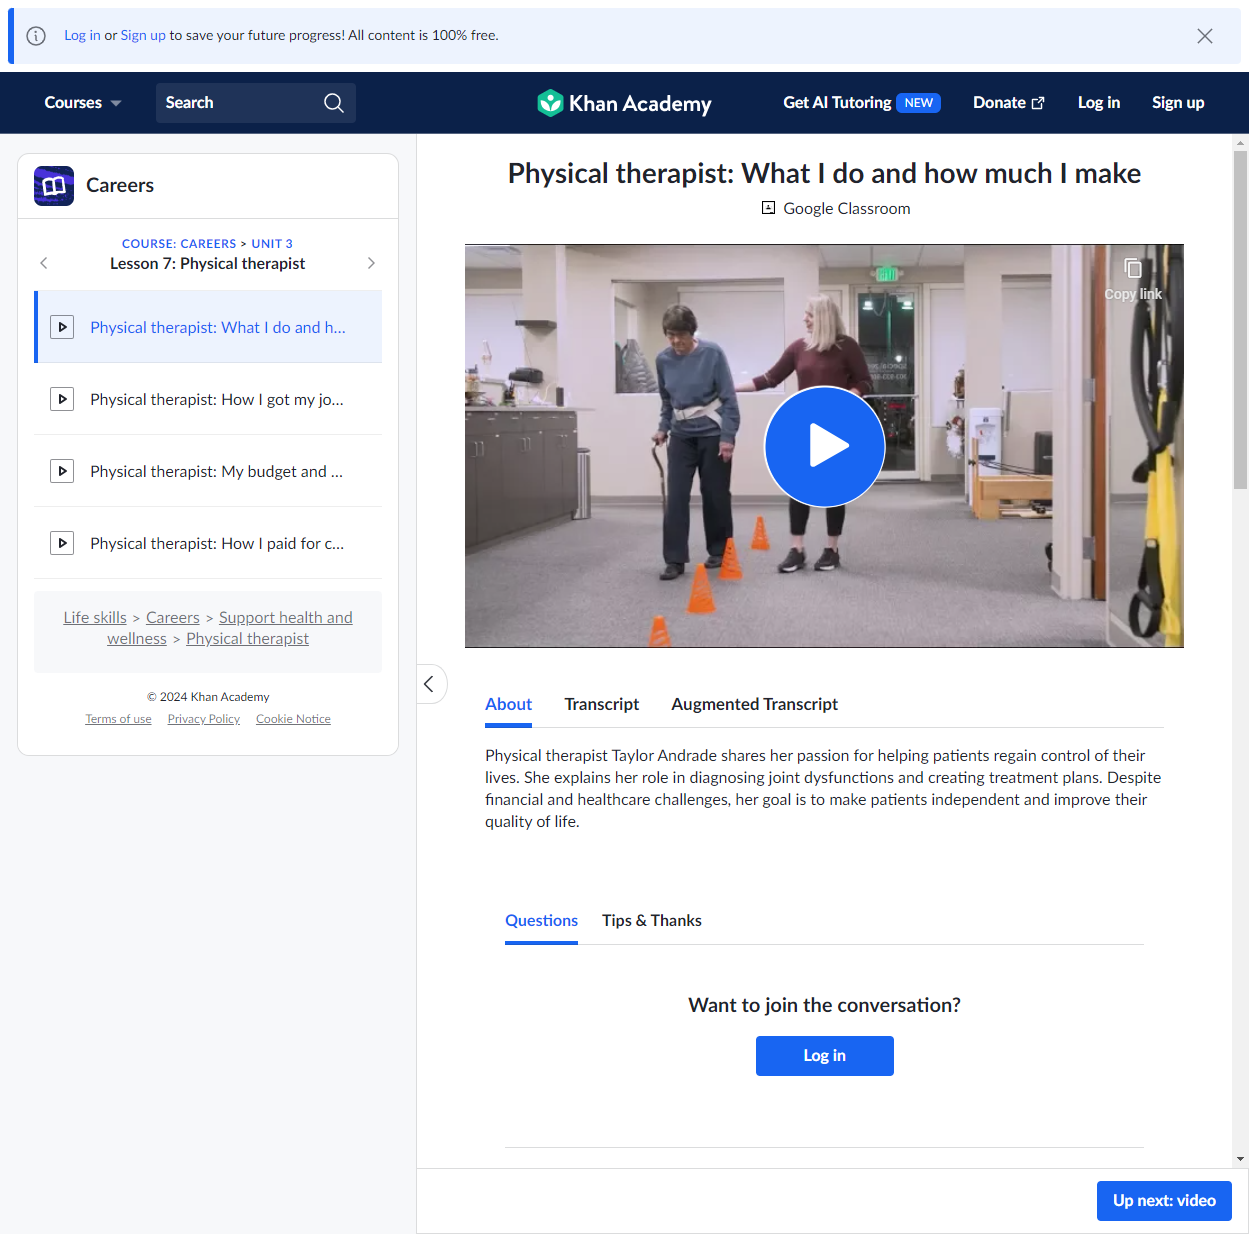 Log in or Sign up to save your future progress! All content is 100% free.
Courses
Search
Khan Academy
Get AI Tutoring NEW
Donate
Log in
Sign up
Careers
COURSE: CAREERS > UNIT 3
Lesson 7: Physical therapist
Physical therapist: What I do and h...
Physical therapist: How I got my jo...
Physical therapist: My budget and ...
Physical therapist: How I paid for c...
Life skills > Careers > Support health and
wellness > Physical therapist
© 2024 Khan Academy
Terms of use Privacy Policy Cookie Notice
Physical therapist: What I do and how much I make
Google Classroom
Copy link
About Transcript Augmented Transcript
Physical therapist Taylor Andrade shares her passion for helping patients regain control of their
lives. She explains her role in diagnosing joint dysfunctions and creating treatment plans. Despite
financial and healthcare challenges, her goal is to make patients independent and improve their
quality of life.
Questions Tips & Thanks
Want to join the conversation?
Log in
Up next: video